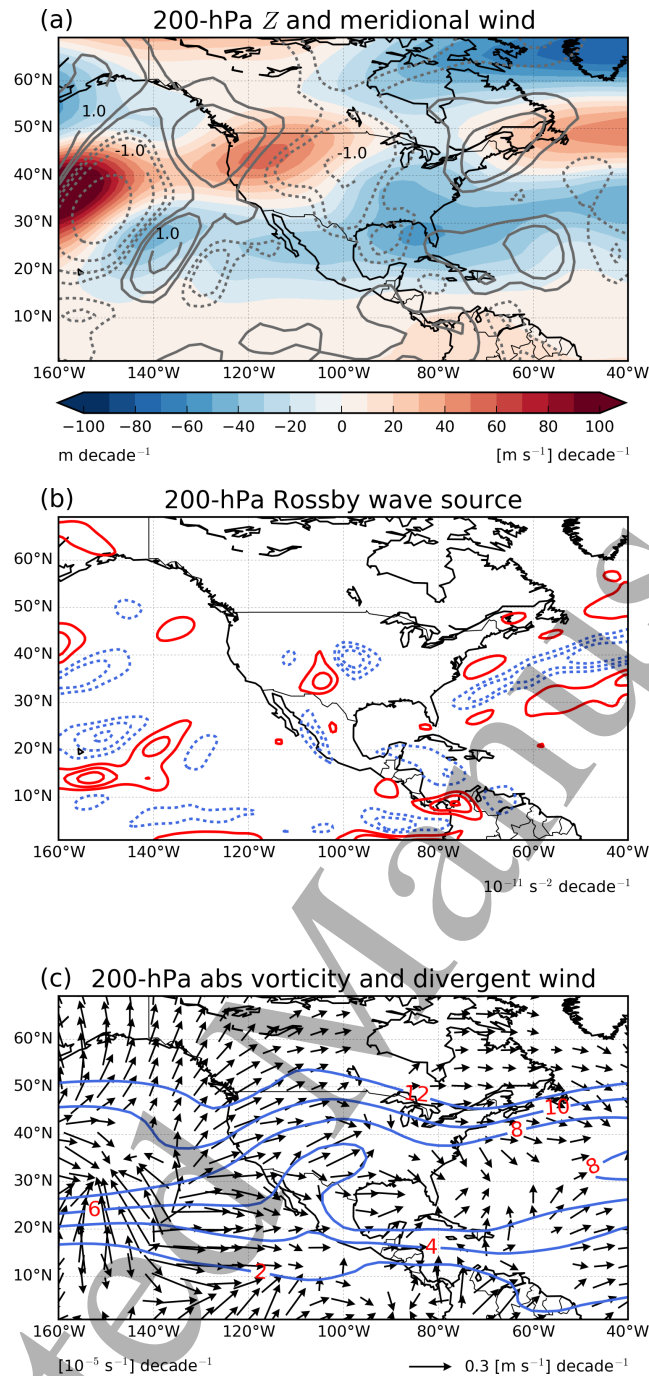 (a) 200-hPa Z and meridional wind
60°N
50°N
40°N
30°N
20°N
10°N
1.0
-1.0
-1.0
1.0
160°W 140°W 120°W 100°W 80°W 60°W 40°W
−100 −80 −60 −40 −20 0 20 40 60 80 100
m decade⁻¹ [m s⁻¹] decade⁻¹
(b) 200-hPa Rossby wave source
60°N
50°N
40°N
30°N
20°N
10°N
160°W 140°W 120°W 100°W 80°W 60°W 40°W
10⁻¹¹ s⁻² decade⁻¹
(c) 200-hPa abs vorticity and divergent wind
60°N
50°N
40°N
30°N
20°N
10°N
12
10
8
8
6
4
2
160°W 140°W 120°W 100°W 80°W 60°W 40°W
[10⁻⁵ s⁻¹] decade⁻¹ 0.3 [m s⁻¹] decade⁻¹